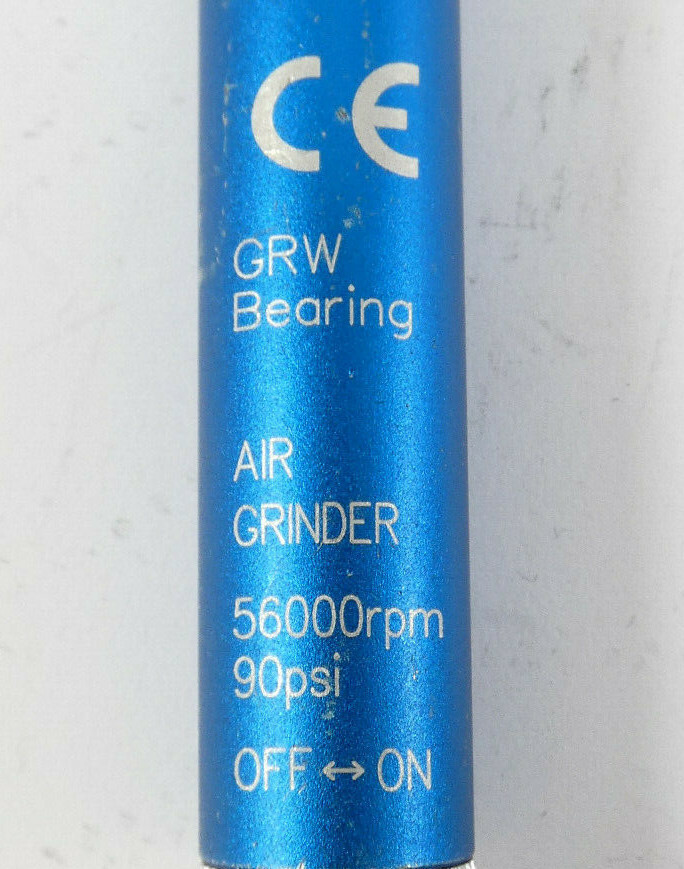 CE
GRW
Bearing
AIR
GRINDER
56000rpm
90psi
OFF ↔ ON